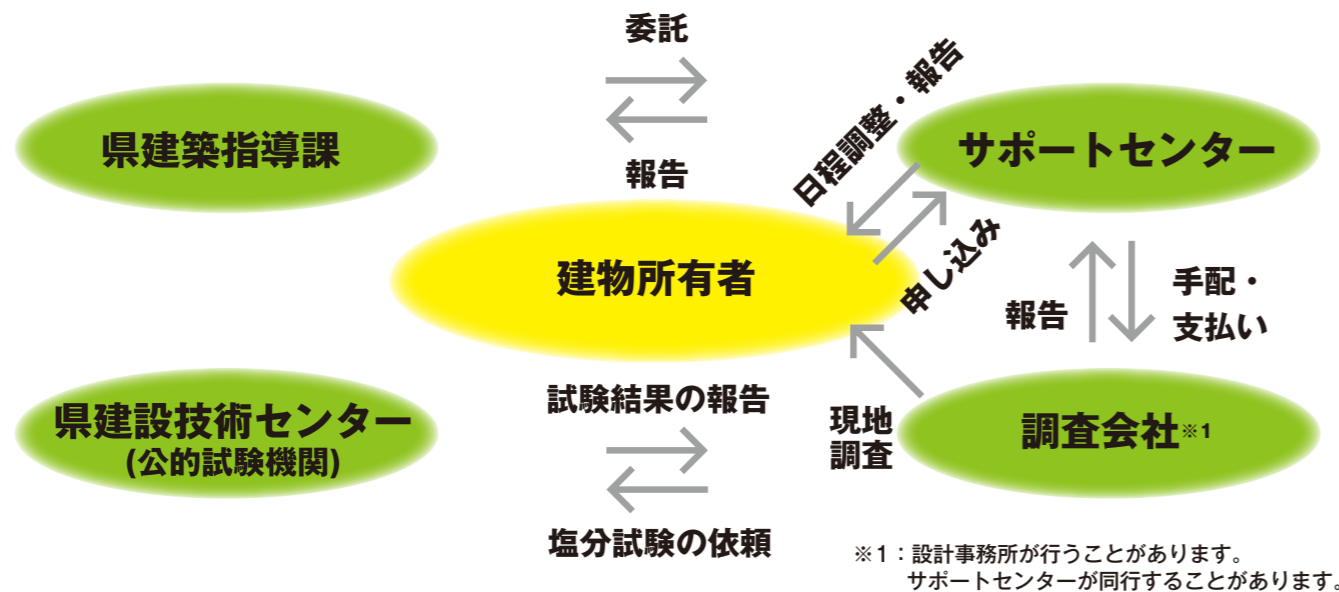 委託
県建築指導課
報告
日程調整・報告
サポートセンター
建物所有者
申し込み
報告
手配・
支払い
試験結果の報告
県建設技術センター
(公的試験機関)
現地
調査
調査会社※1
塩分試験の依頼
※1：設計事務所が行うことがあります。
サポートセンターが同行することがあります。